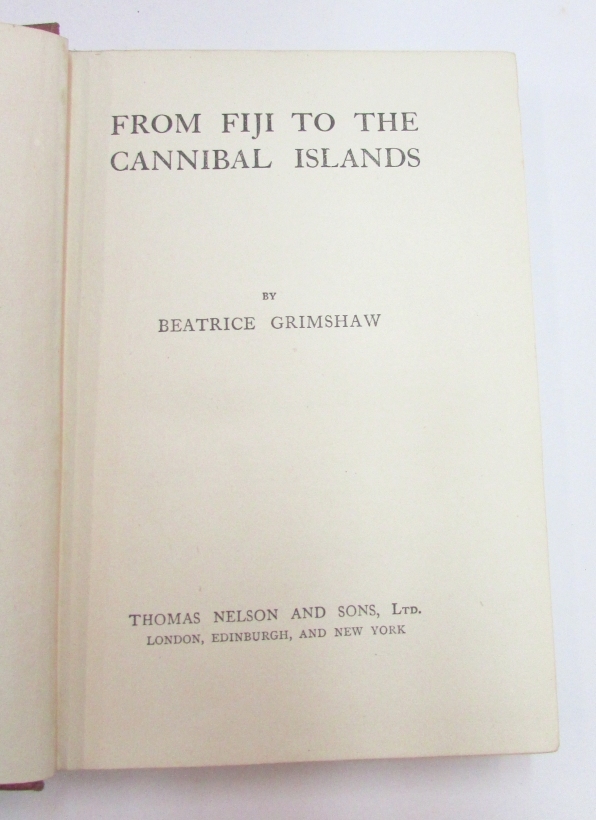 FROM FIJI TO THE
CANNIBAL ISLANDS
BY
BEATRICE GRIMSHAW
THOMAS NELSON AND SONS, LTD.
LONDON, EDINBURGH, AND NEW YORK